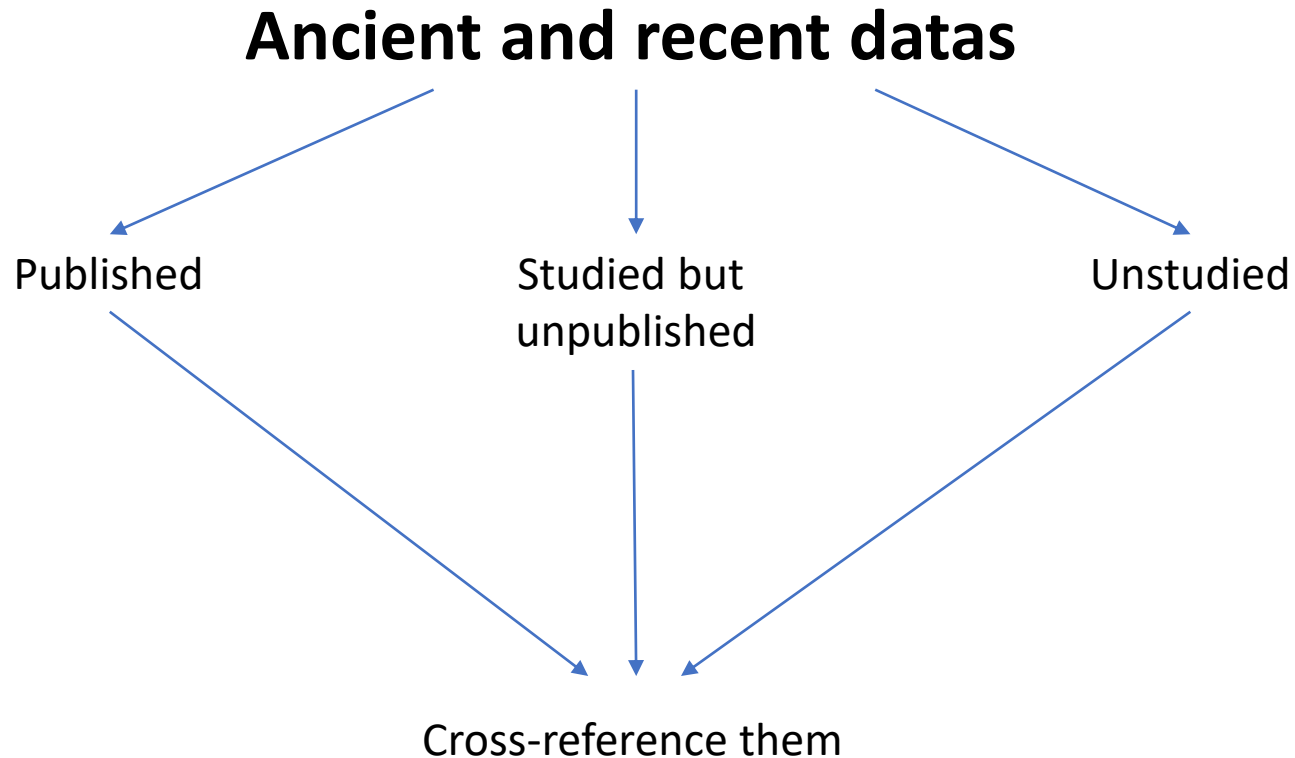 Ancient and recent datas
Published
Studied but
unpublished
Unstudied
Cross-reference them